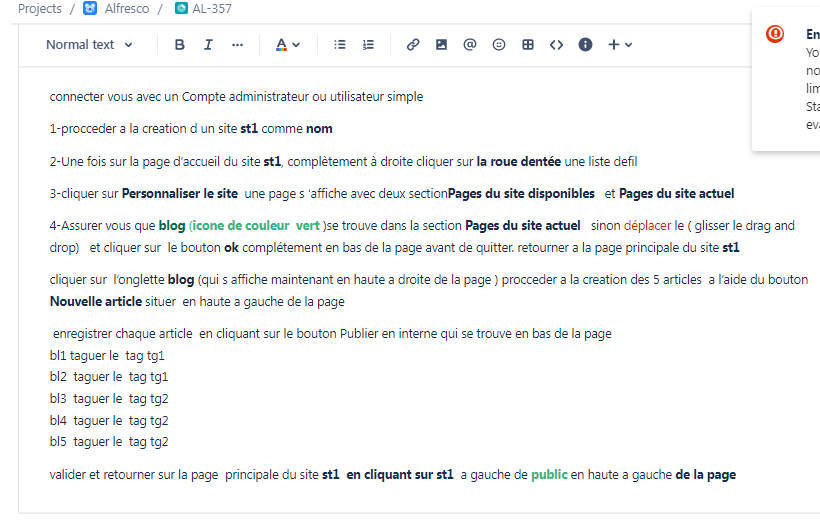 Projects / Alfresco / AL-357
Normal text
B I ... A
connecter vous avec un Compte administrateur ou utilisateur simple
1-procceder a la creation d un site st1 comme nom
2-Une fois sur la page d'accueil du site st1, complètement à droite cliquer sur la roue dentée une liste defil
3-cliquer sur Personnaliser le site une page s 'affiche avec deux sectionPages du site disponibles et Pages du site actuel
4-Assurer vous que blog (icone de couleur vert )se trouve dans la section Pages du site actuel sinon déplacer le ( glisser le drag and
drop) et cliquer sur le bouton ok complétement en bas de la page avant de quitter. retourner a la page principale du site st1
cliquer sur l'onglette blog (qui s affiche maintenant en haute a droite de la page ) procceder a la creation des 5 articles a l'aide du bouton
Nouvelle article situer en haute a gauche de la page
enregistrer chaque article en cliquant sur le bouton Publier en interne qui se trouve en bas de la page
bl1 taguer le tag tg1
bl2 taguer le tag tg1
bl3 taguer le tag tg2
bl4 taguer le tag tg2
bl5 taguer le tag tg2
valider et retourner sur la page principale du site st1 en cliquant sur st1 a gauche de public en haute a gauche de la page
En
Yo
no
lim
Sta
eva